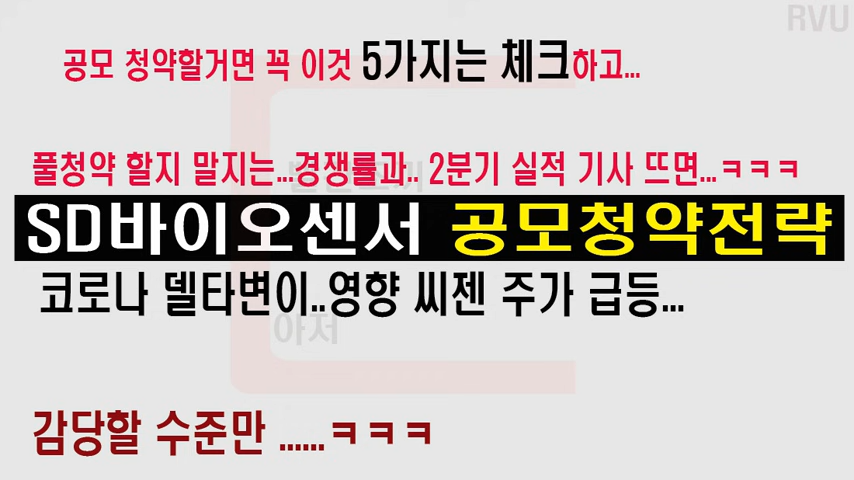 RVU
공모 청약할거면 꼭 이것 5가지는 체크하고...
풀청약 할지 말지는...경쟁률과.. 2분기 실적 기사 뜨면...ㅋㅋㅋ
SD바이오센서 공모청약전략
코로나 델타변이..영향 씨젠 주가 급등...
아저
감당할 수준만 ......ㅋㅋㅋ